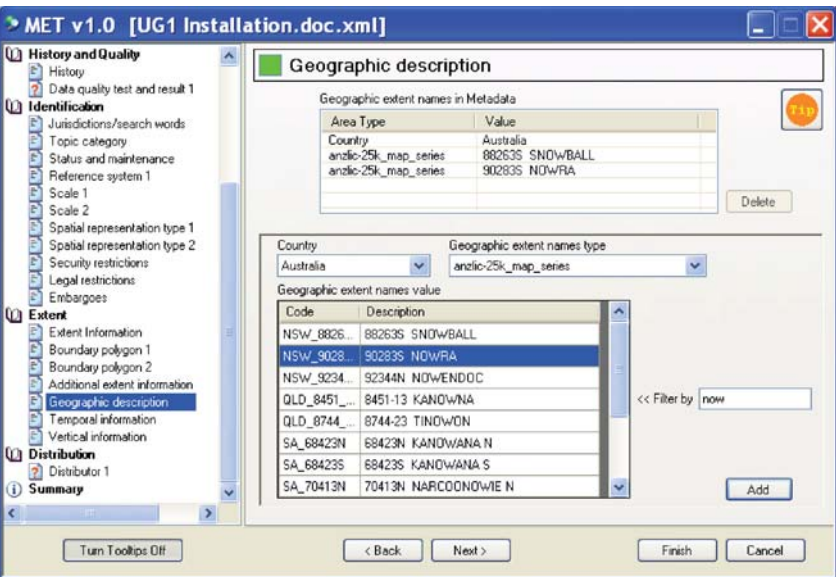 MET v1.0 [UG1 Installation.doc.xml]
History and Quality
History
Data quality test and result 1
Identification
Jurisdictions/search words
Topic category
Status and maintenance
Reference system 1
Scale 1
Scale 2
Spatial representation type 1
Spatial representation type 2
Security restrictions
Legal restrictions
Embargoes
Extent
Extent Information
Boundary polygon 1
Boundary polygon 2
Additional extent information
Geographic description
Temporal information
Vertical information
Distribution
Distributor 1
Summary
Geographic description
Tip
Geographic extent names in Metadata
Area Type Value
Country Australia
anzlic-25k_map_series 88263S SNOWBALL
anzlic-25k_map_series 90283S NOWRA
Delete
Country Geographic extent names type
Australia anzlic-25k_map_series
Geographic extent names value
Code Description
NSW_8826... 88263S SNOWBALL
NSW_9028... 90283S NOWRA
NSW_9234... 92344N NOWENDOC
QLD_8451_... 8451-13 KANOWNA
QLD_8744_... 8744-23 TINOWON
SA_68423N 68423N KANOWANA N
SA_68423S 68423S KANOWANA S
SA_70413N 70413N NARCOONOWIE N
<< Filter by now
Add
Turn Tooltips Off < Back Next > Finish Cancel